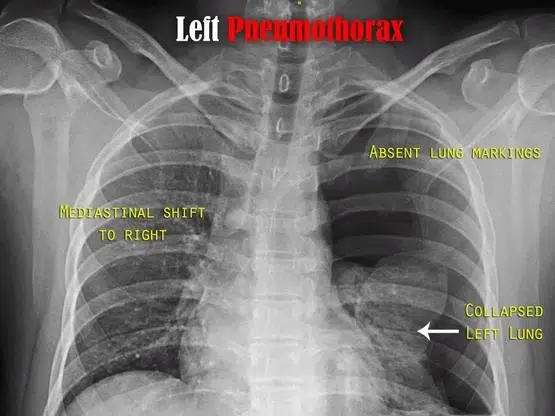 Left Pneumothorax
Absent lung markings
Mediastinal shift
to right
Collapsed
Left Lung